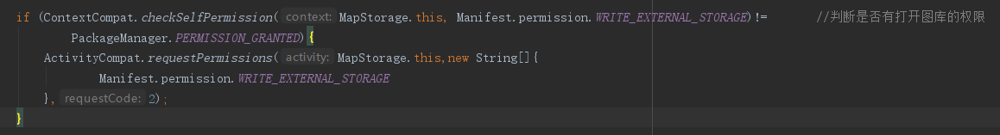 if (ContextCompat.checkSelfPermission( context: MapStorage.this, Manifest.permission.WRITE_EXTERNAL_STORAGE)!= //判断是否有打开图库的权限
PackageManager.PERMISSION_GRANTED){
ActivityCompat.requestPermissions( activity: MapStorage.this,new String[]{
Manifest.permission.WRITE_EXTERNAL_STORAGE
}, requestCode: 2);
}